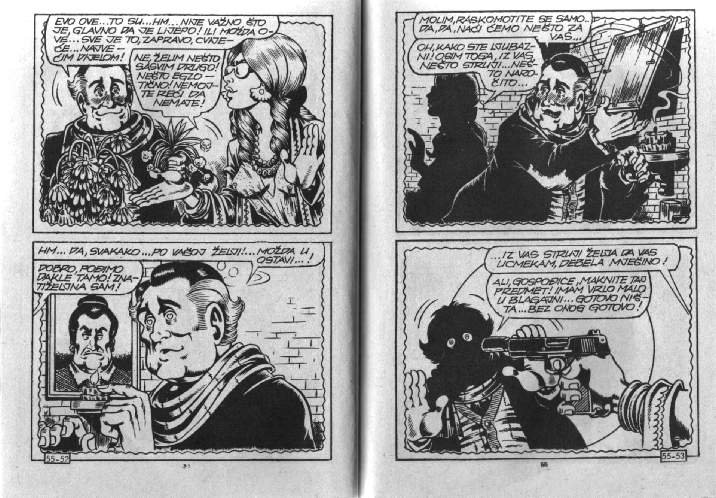 EVO OVE...TO SU...HM...NIJE VAŽNO ŠTO
JE, GLAVNO DA JE LIJEPO! ILI MOŽDA O-
VE...SVE JE TO, ZAPRAVO, CVIJE-
ĆE...NAJVE-
ĆIM DIJELOM!
NE, ŽELIM NEŠTO
SASVIM DRUGO!
NEŠTO EGZO-
TIČNO! NEMOJ-
TE REĆI DA
NEMATE!
HM...DA, SVAKAKO...PO VAŠOJ ŽELJI!...MOŽDA U
OSTAVI...!
DOBRO, POĐIMO
DAKLE TAMO! ZNA-
TIŽELJNA SAM!
55-52
MOLIM, RASKOMOTITE SE SAMO.
DA, DA, NAĆI ĆEMO NEŠTO ZA
VAS...
OH, KAKO STE LJUBAZ-
NI! OSIM TOGA, IZ VAS
NEŠTO STRUJI...NEŠ-
TO NARO-
ČITO...
...IZ VAS STRUJI ŽELJA DA VAS
UCMEKAM, DEBELA MJEŠINO!
ALI, GOSPOĐICE, MAKNITE TAJ
PREDMET! IMAM VRLO MALO
U BLAGAJNI...GOTOVO NIŠ-
TA...BEZ ONOG GOTOVO!
55-53